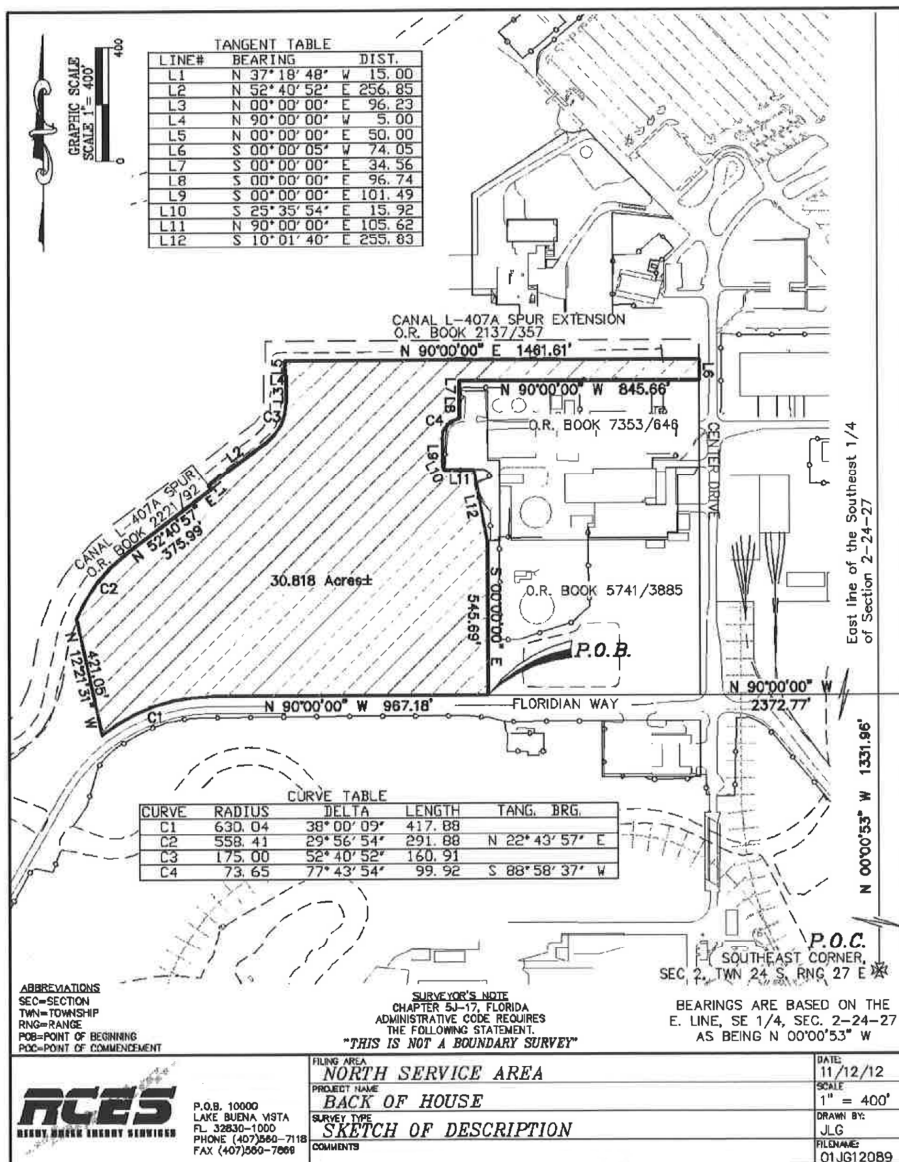 GRAPHIC SCALE
SCALE 1"= 400'
0
400
TANGENT TABLE
LINE# BEARING DIST.
L1 N 37°18'48" W 15.00
L2 N 52°40'52" E 256.85
L3 N 00°00'00" E 96.23
L4 N 90°00'00" W 5.00
L5 N 00°00'00" E 50.00
L6 S 00°00'05" W 74.05
L7 S 00°00'00" E 34.56
L8 S 00°00'00" E 96.74
L9 S 00°00'00" E 101.49
L10 S 25°35'54" E 15.92
L11 N 90°00'00" E 105.62
L12 S 10°01'40" E 255.83
CANAL L-407A SPUR EXTENSION
O.R. BOOK 2137/357
N 90°00'00" E 1461.61'
L5
L4
L3
C3
L6
L7
L8
N 90°00'00" W 845.66'
C4
O.R. BOOK 7353/646
L9
L10
L11
L12
L2
L1
CENTER DRIVE
CANAL L-407A SPUR
O.R. BOOK 2221/92
N 52°40'57" E
375.99'
C2
30.818 Acres±
S 00°00'00" E
545.69'
O.R. BOOK 5741/3885
P.O.B.
East line of the Southeast 1/4
of Section 2-24-27
N 12°21'31" W
421.05'
C1
N 90°00'00" W 967.18'
FLORIDIAN WAY
N 90°00'00" W
2372.77'
N 00°00'53" W 1331.96'
CURVE TABLE
CURVE RADIUS DELTA LENGTH TANG. BRG.
C1 630.04 38°00'09" 417.88
C2 558.41 29°56'54" 291.88 N 22°43'57" E
C3 175.00 52°40'52" 160.91
C4 73.65 77°43'54" 99.92 S 88°58'37" W
P.O.C.
SOUTHEAST CORNER,
SEC 2, TWN 24 S, RNG 27 E
ABBREVIATIONS
SEC=SECTION
TWN=TOWNSHIP
RNG=RANGE
POB=POINT OF BEGINNING
POC=POINT OF COMMENCEMENT
SURVEYOR'S NOTE
CHAPTER 5J-17, FLORIDA
ADMINISTRATIVE CODE REQUIRES
THE FOLLOWING STATEMENT.
"THIS IS NOT A BOUNDARY SURVEY"
BEARINGS ARE BASED ON THE
E. LINE, SE 1/4, SEC. 2-24-27
AS BEING N 00°00'53" W
RCES
REEDY CREEK ENERGY SERVICES
P.O.B. 10000
LAKE BUENA VISTA
FL 32830-1000
PHONE (407)560-7118
FAX (407)560-7869
FILING AREA
NORTH SERVICE AREA
PROJECT NAME
BACK OF HOUSE
SURVEY TYPE
SKETCH OF DESCRIPTION
COMMENTS
DATE:
11/12/12
SCALE
1" = 400'
DRAWN BY:
JLG
FILENAME:
01JG120B9